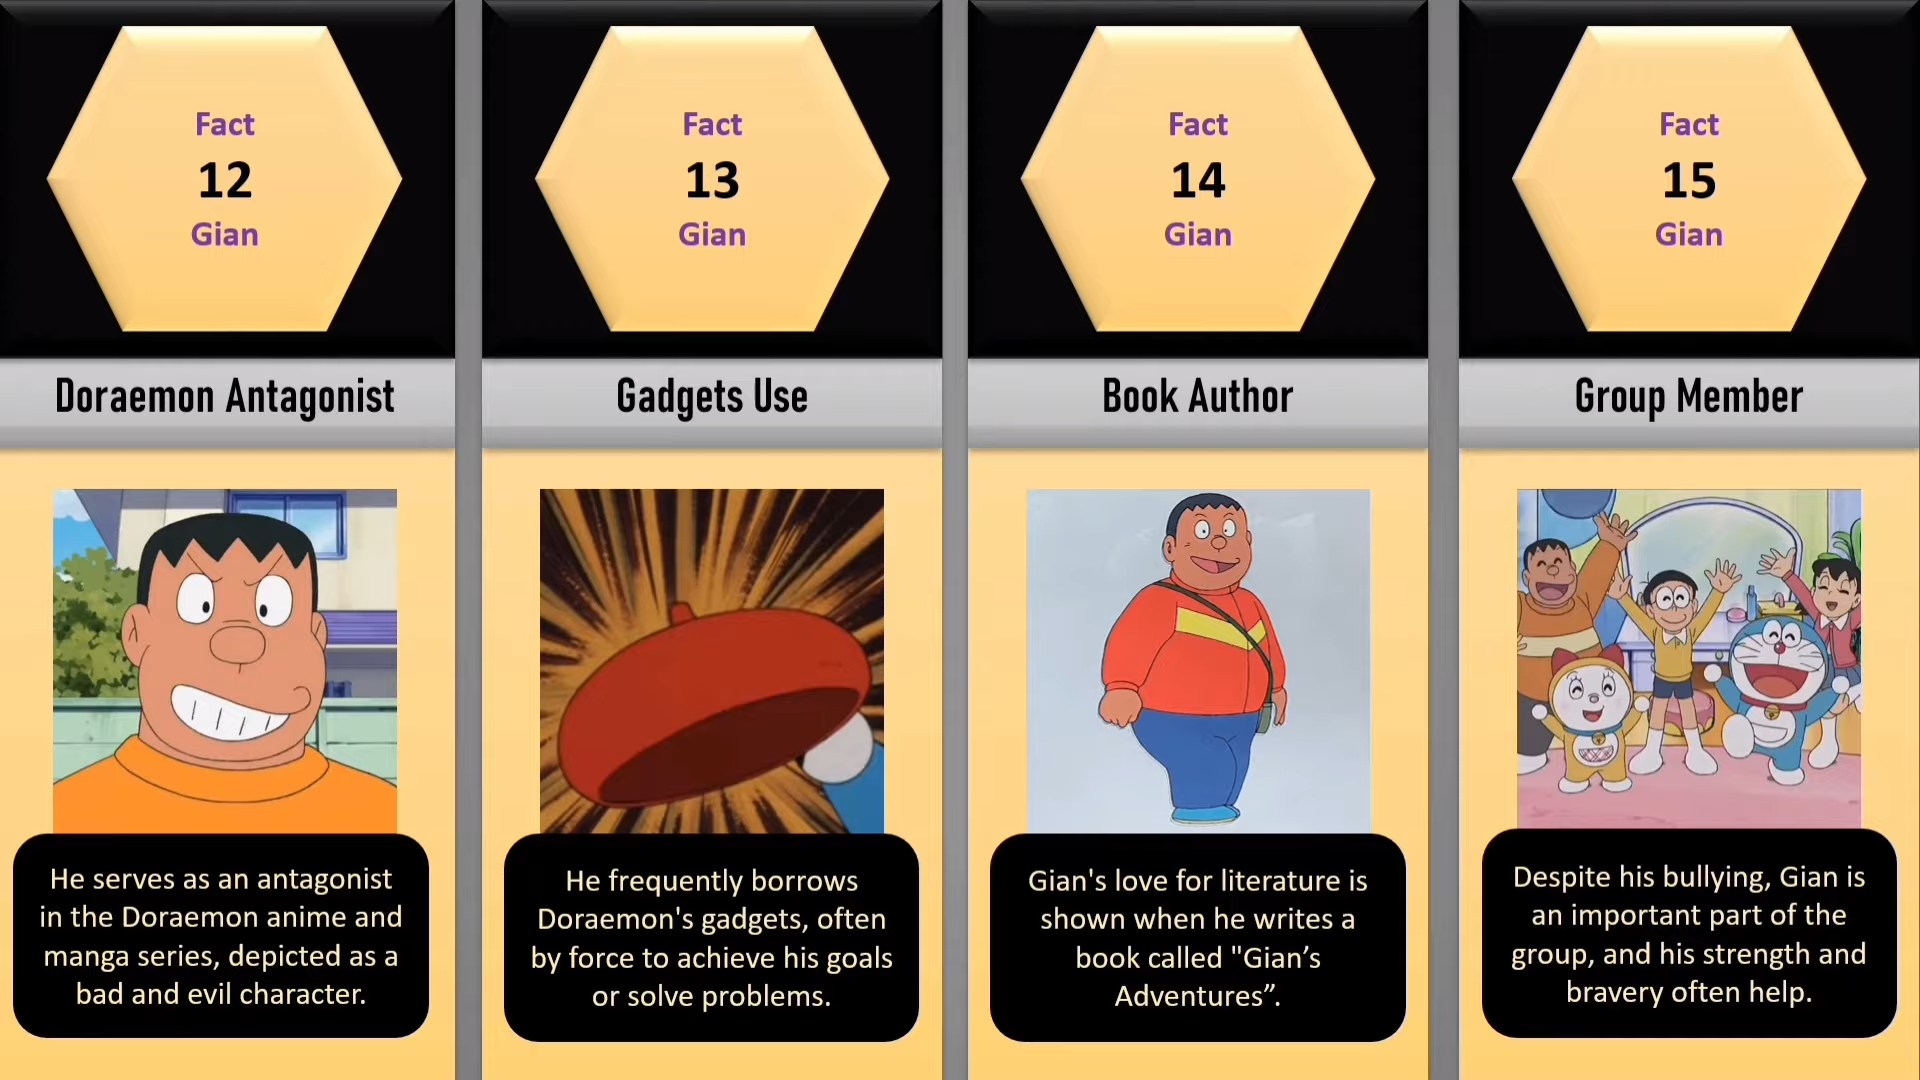 Fact
12
Gian
Doraemon Antagonist
He serves as an antagonist
in the Doraemon anime and
manga series, depicted as a
bad and evil character.
Fact
13
Gian
Gadgets Use
He frequently borrows
Doraemon's gadgets, often
by force to achieve his goals
or solve problems.
Fact
14
Gian
Book Author
Gian's love for literature is
shown when he writes a
book called "Gian’s
Adventures”.
Fact
15
Gian
Group Member
Despite his bullying, Gian is
an important part of the
group, and his strength and
bravery often help.